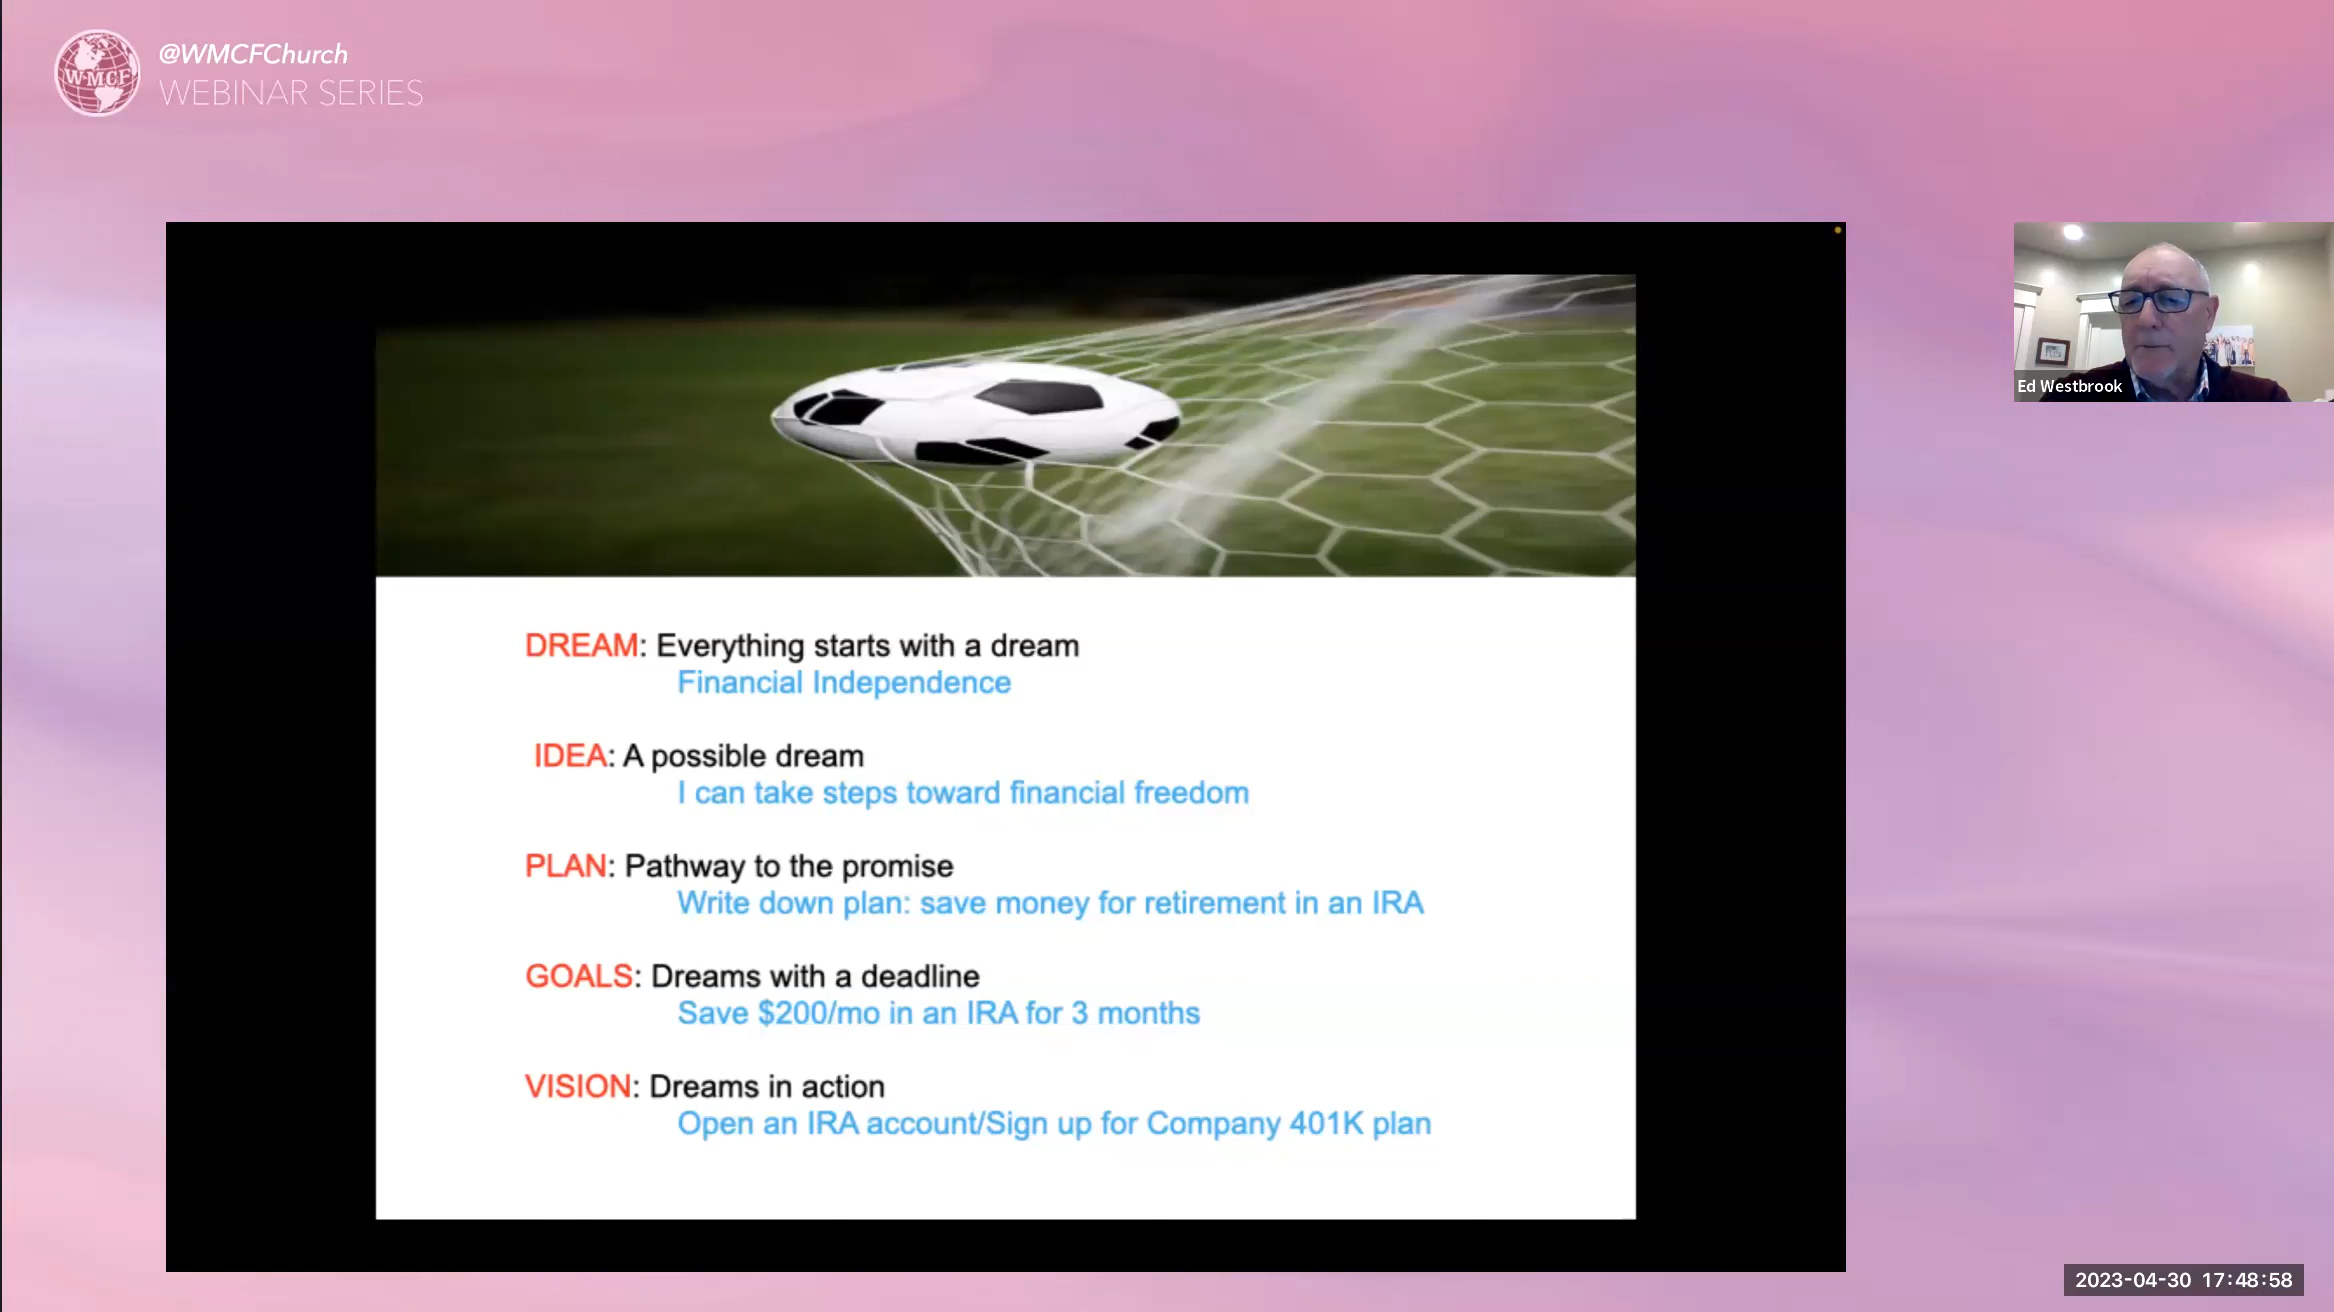 @WMCFChurch
WMCF
WEBINAR SERIES
Ed Westbrook
DREAM: Everything starts with a dream
Financial Independence
IDEA: A possible dream
I can take steps toward financial freedom
PLAN: Pathway to the promise
Write down plan: save money for retirement in an IRA
GOALS: Dreams with a deadline
Save $200/mo in an IRA for 3 months
VISION: Dreams in action
Open an IRA account/Sign up for Company 401K plan
2023-04-30 17:48:58